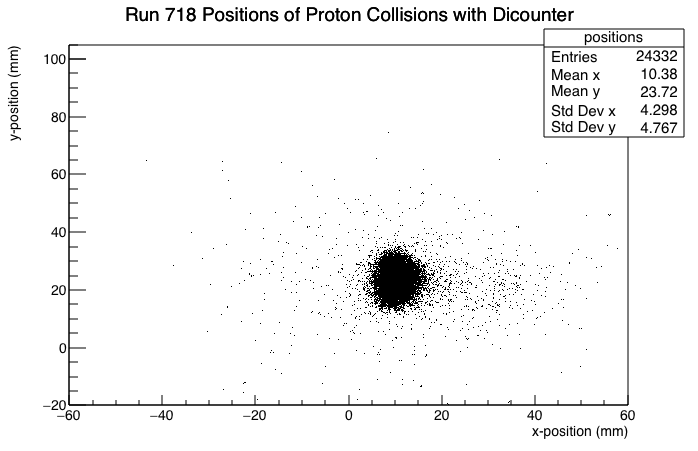 Run 718 Positions of Proton Collisions with Dicounter
positions
Entries 24332
Mean x 10.38
Mean y 23.72
Std Dev x 4.298
Std Dev y 4.767
y-position (mm)
100
80
60
40
20
0
−20
−60 −40 −20 0 20 40 60
x-position (mm)